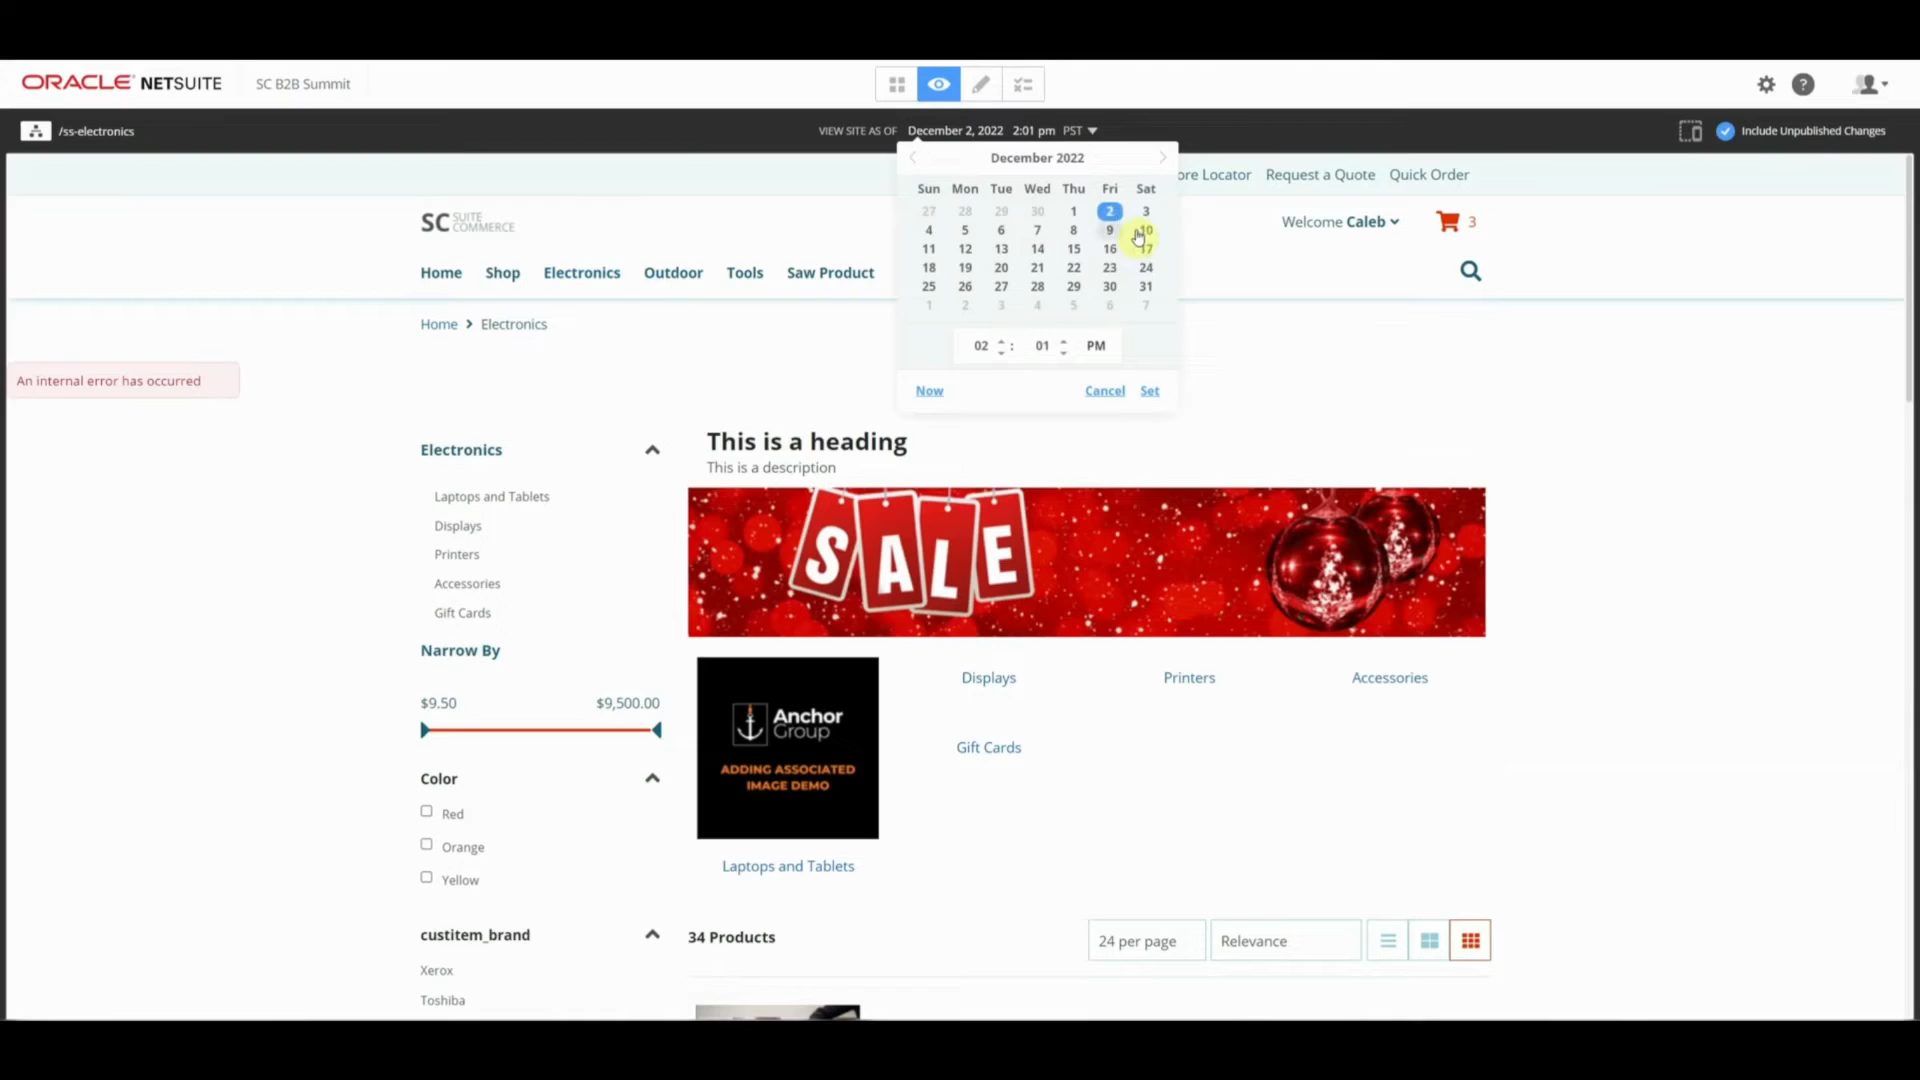 ORACLE NETSUITE SC B2B Summit
/ss-electronics VIEW SITE AS OF December 2, 2022 2:01 pm PST Include Unpublished Changes
December 2022
ore Locator Request a Quote Quick Order
Sun Mon Tue Wed Thu Fri Sat
27 28 29 30 1 2 3
4 5 6 7 8 9 10
11 12 13 14 15 16 17
18 19 20 21 22 23 24
25 26 27 28 29 30 31
1 2 3 4 5 6 7
02 : 01 PM
Now Cancel Set
SC SUITE COMMERCE
Welcome Caleb 3
Home Shop Electronics Outdoor Tools Saw Product
Home > Electronics
An internal error has occurred
Electronics
Laptops and Tablets
Displays
Printers
Accessories
Gift Cards
Narrow By
$9.50 $9,500.00
Color
Red
Orange
Yellow
custitem_brand
Xerox
Toshiba
This is a heading
This is a description
SALE
Anchor
Group
ADDING ASSOCIATED
IMAGE DEMO
Laptops and Tablets
Displays Printers Accessories
Gift Cards
34 Products 24 per page Relevance